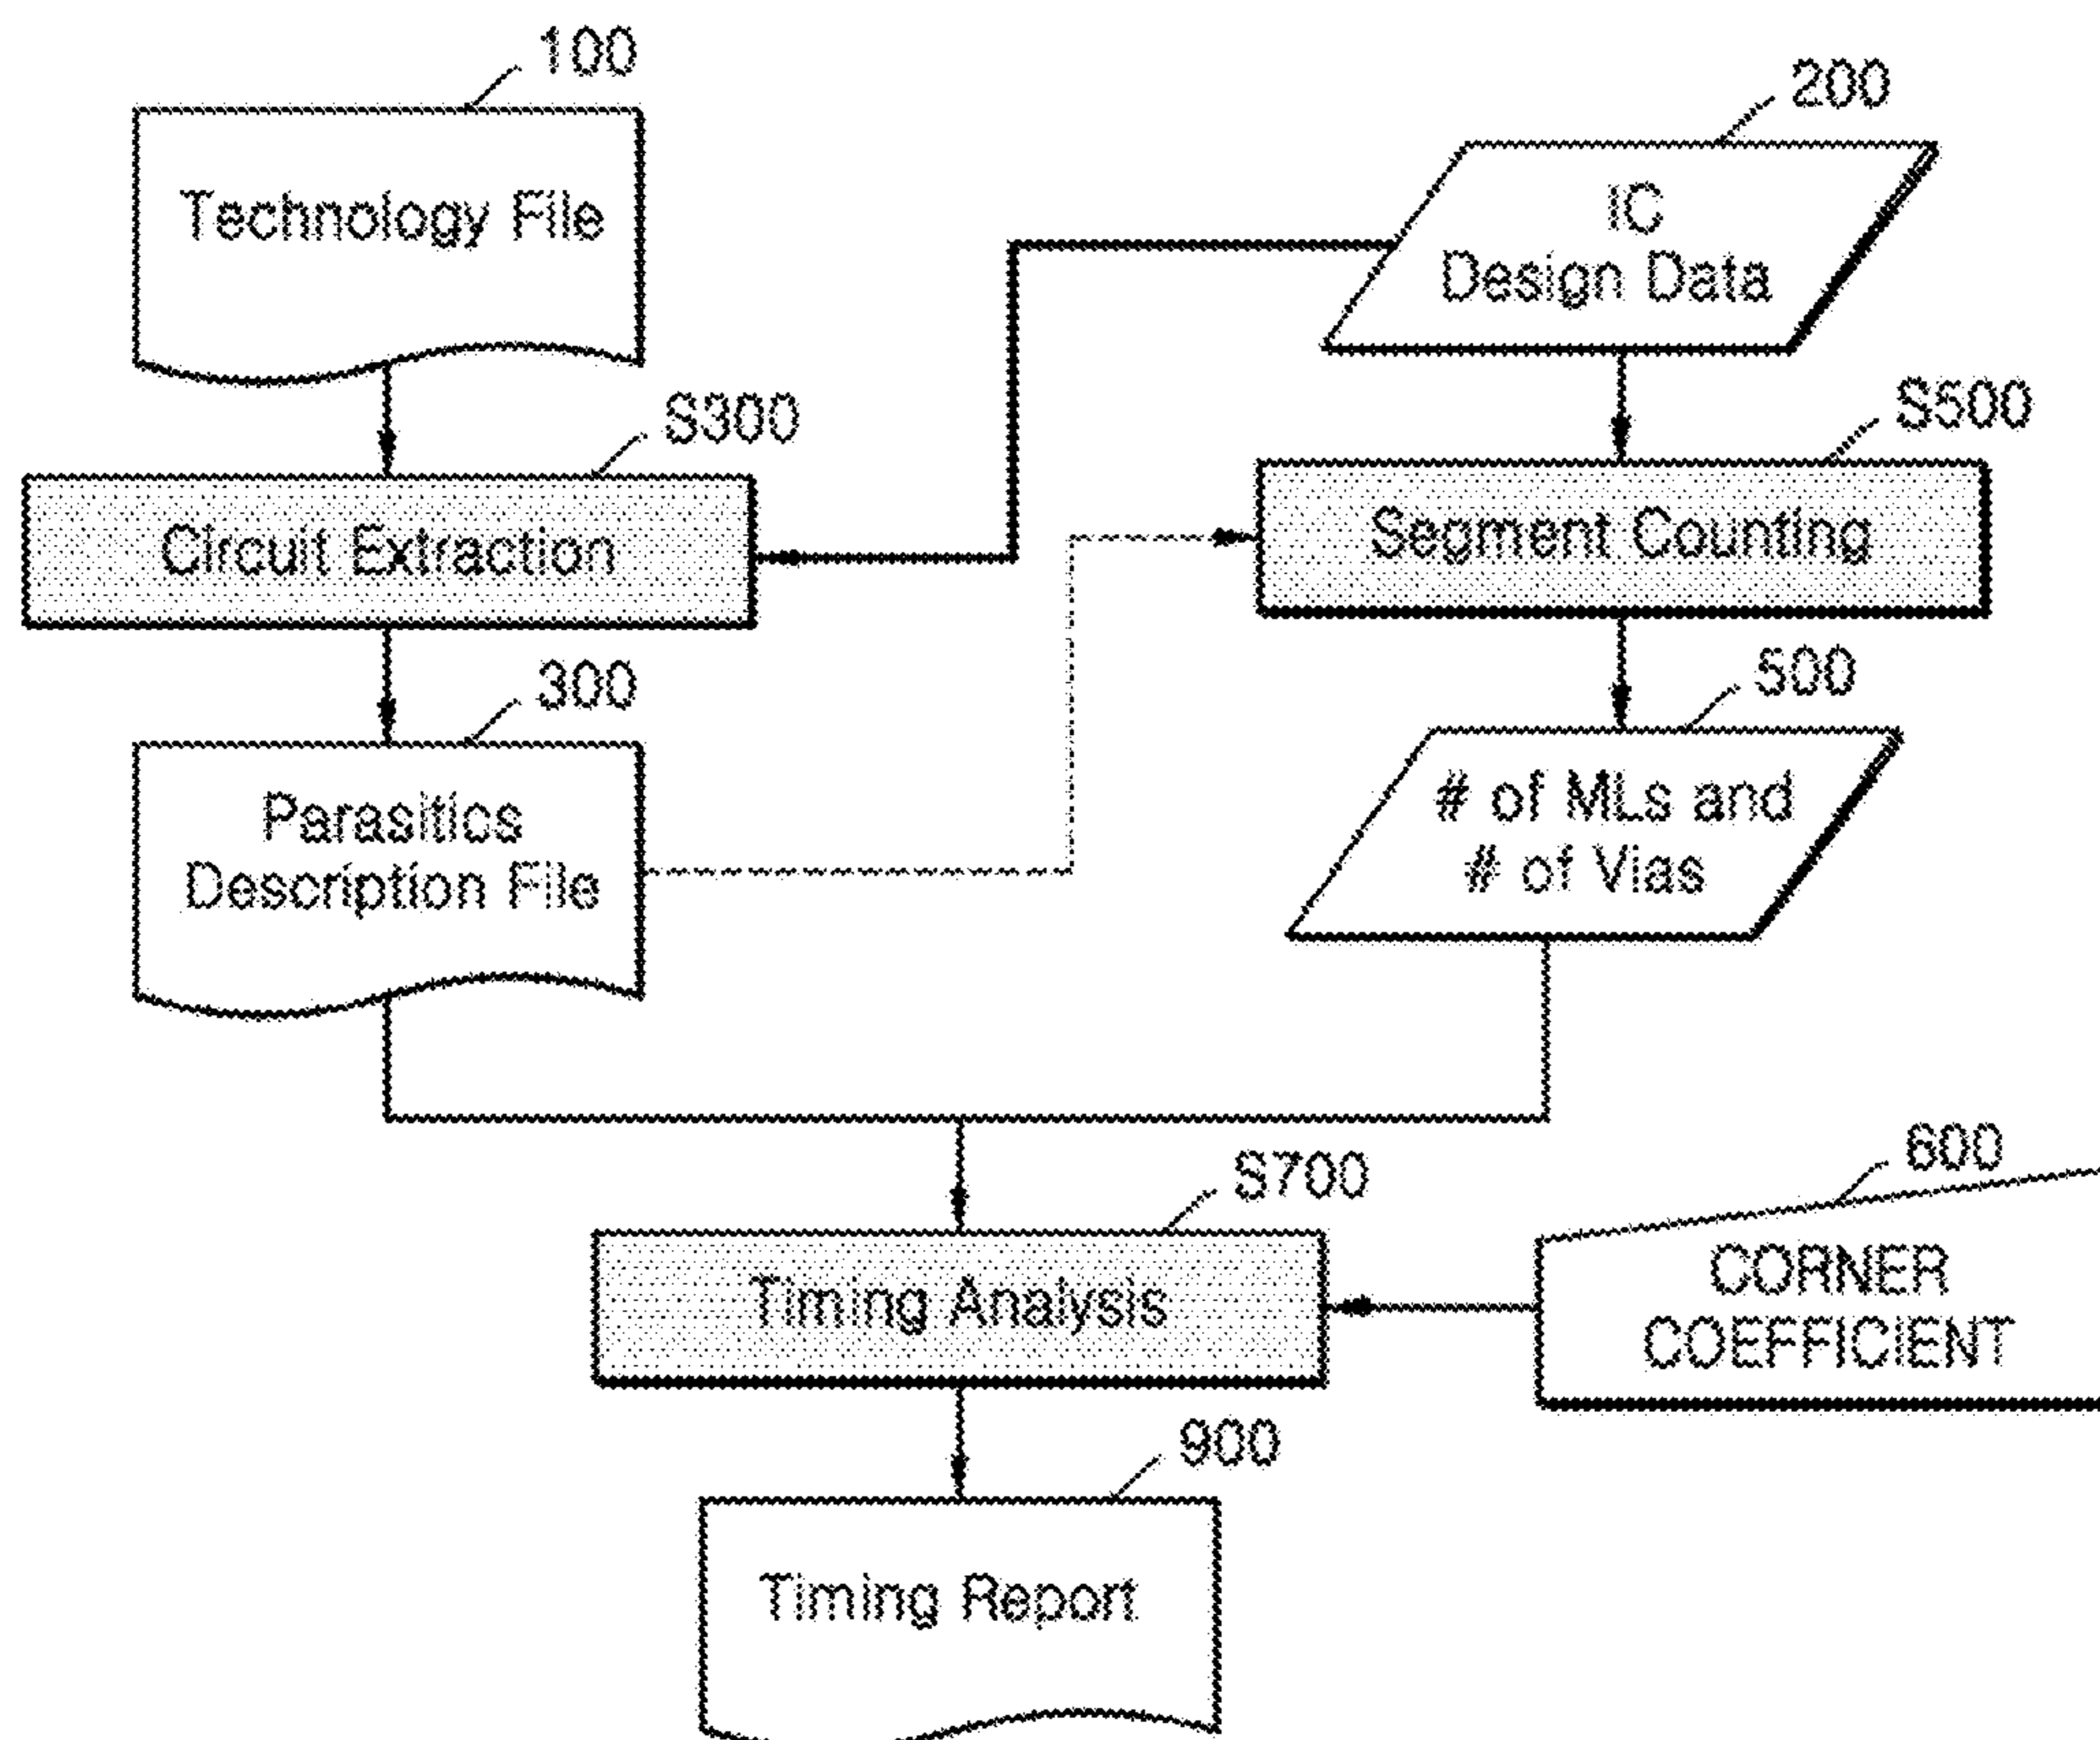 100
Technology File
200
IC
Design Data
S300
Circuit Extraction
S500
Segment Counting
300
Parasitics
Description File
500
# of MLs and
# of Vias
S700
Timing Analysis
600
CORNER
COEFFICIENT
900
Timing Report